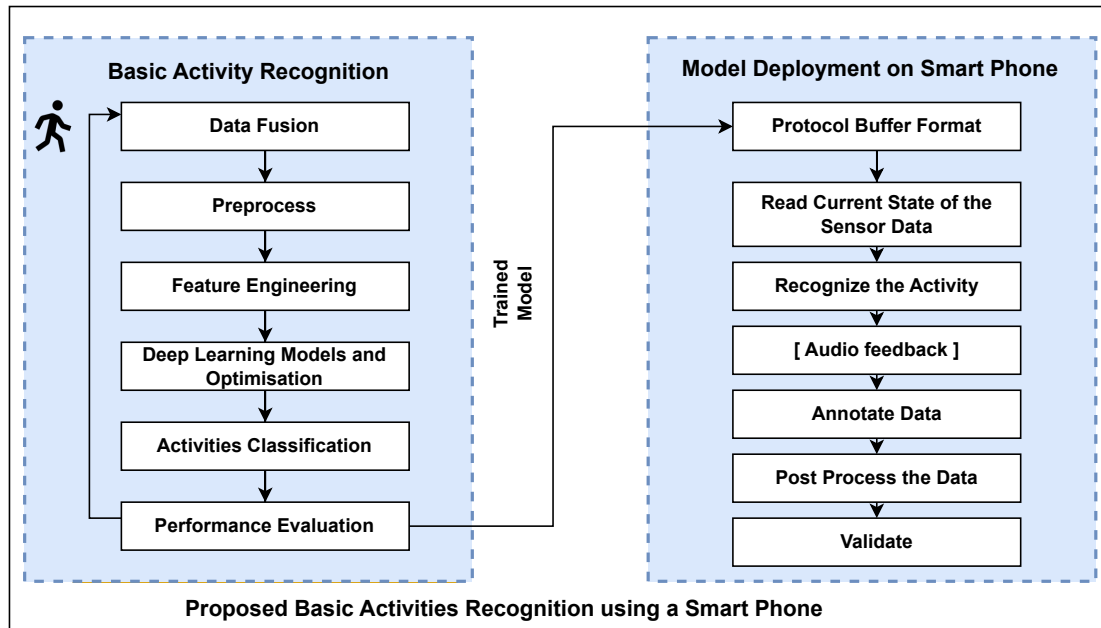 Basic Activity Recognition
Data Fusion
Preprocess
Feature Engineering
Deep Learning Models and
Optimisation
Activities Classification
Performance Evaluation
Trained
Model
Model Deployment on Smart Phone
Protocol Buffer Format
Read Current State of the
Sensor Data
Recognize the Activity
[ Audio feedback ]
Annotate Data
Post Process the Data
Validate
Proposed Basic Activities Recognition using a Smart Phone